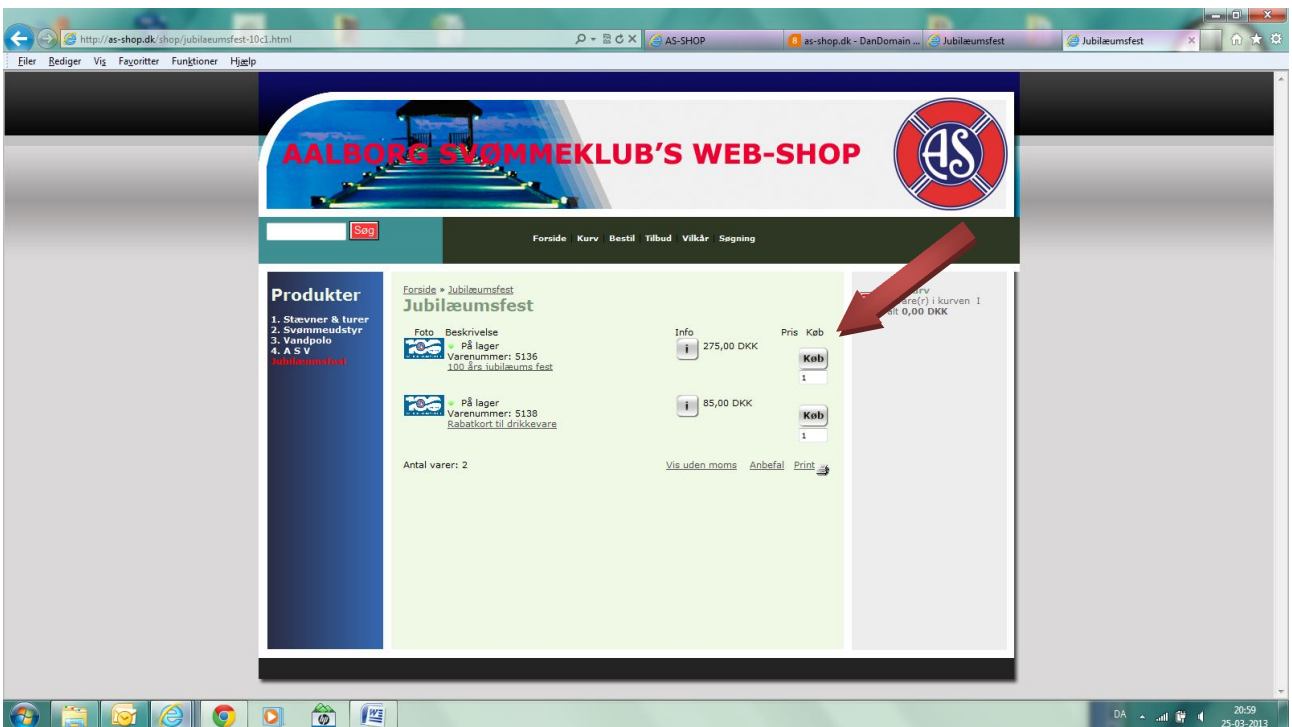 http://as-shop.dk/shop/jubilaeumsfest-10c1.html
AS-SHOP
as-shop.dk - DanDomain ...
Jubilæumsfest
Jubilæumsfest
Filer Rediger Vis Favoritter Funktioner Hjælp
AALBORG SVØMMEKLUB'S WEB-SHOP
AS
Søg
Forside Kurv Bestil Tilbud Vilkår Søgning
Produkter
1. Stævner & turer
2. Svømmeudstyr
3. Vandpolo
4. A S V
Jubilæumsfest
Forside » Jubilæumsfest
Jubilæumsfest
Foto Beskrivelse Info Pris Køb
På lager
i
275,00 DKK
Varenummer: 5136
Køb
100 års jubilæums fest
1
På lager
i
85,00 DKK
Varenummer: 5138
Køb
Rabatkort til drikkevare
1
Antal varer: 2
Vis uden moms Anbefal Print
i kurven I
0,00 DKK
DA
20:59
25-03-2013